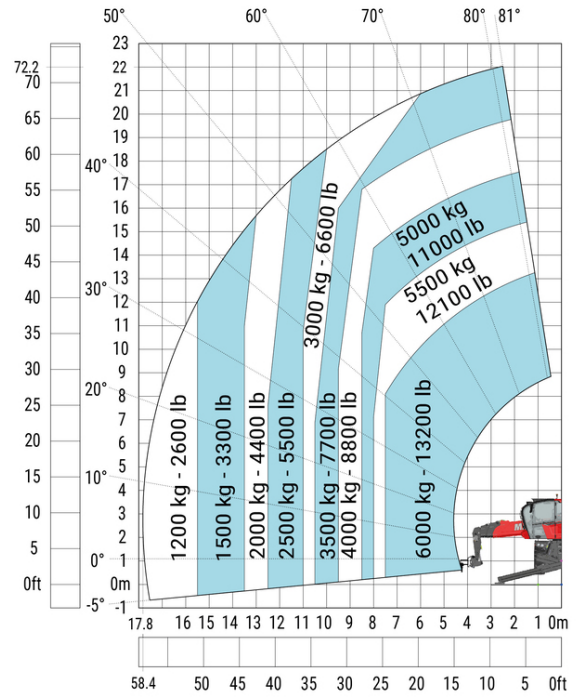 50° 60° 70° 80° 81°
23
72.2 22
70 21
65 20
19
60 18
40°
55 17
16
50 15
14
45 13
30°
40 12
11
35 10
30 9
20°
25 8
7
20 6
10°
15 5
4
10 3
2
5 0° 1
0ft 0m
-5° -1
1200 kg - 2600 lb
1500 kg - 3300 lb
2000 kg - 4400 lb
2500 kg - 5500 lb
3000 kg - 6600 lb
3500 kg - 7700 lb
4000 kg - 8800 lb
5000 kg
11000 lb
5500 kg
12100 lb
6000 kg - 13200 lb
17.8 16 15 14 13 12 11 10 9 8 7 6 5 4 3 2 1 0m
58.4 50 45 40 35 30 25 20 15 10 5 0ft